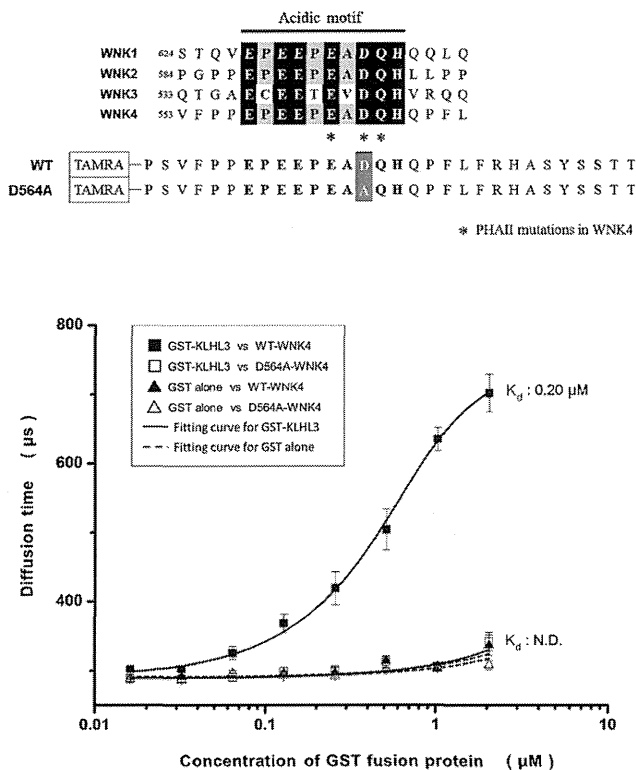 Acidic motif
WNK1 624 S T Q V E P E E P E A D Q H Q Q L Q
WNK2 584 P G P P E P E E P E A D Q H L L P P
WNK3 533 Q T G A E C E E T E V D Q H V R Q Q
WNK4 553 V F P P E P E E P E A D Q H Q P F L
* * *
WT TAMRA P S V F P P E P E E P E A D Q H Q P F L F R H A S Y S S T T
D564A TAMRA P S V F P P E P E E P E A A Q H Q P F L F R H A S Y S S T T
* PHAII mutations in WNK4
800
GST-KLHL3 vs WT-WNK4
GST-KLHL3 vs D564A-WNK4
GST alone vs WT-WNK4
GST alone vs D564A-WNK4
Fitting curve for GST-KLHL3
Fitting curve for GST alone
Kd : 0.20 µM
600
Diffusion time ( µs )
400
Kd : N.D.
0.01 0.1 1 10
Concentration of GST fusion protein ( µM )